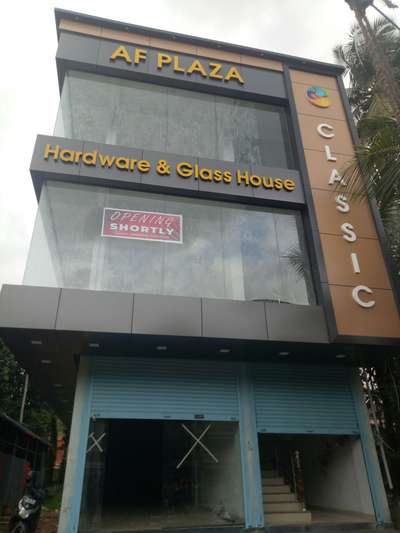 AF PLAZA
Hardware & Glass House
CLASSIC
OPENING
SHORTLY